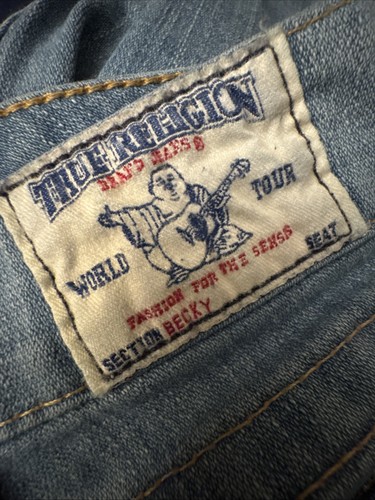 TRUE RELIGION
BRAND JEANS ®
WORLD TOUR
FASHION FOR THE SENSES
SECTION BECKY SEAT